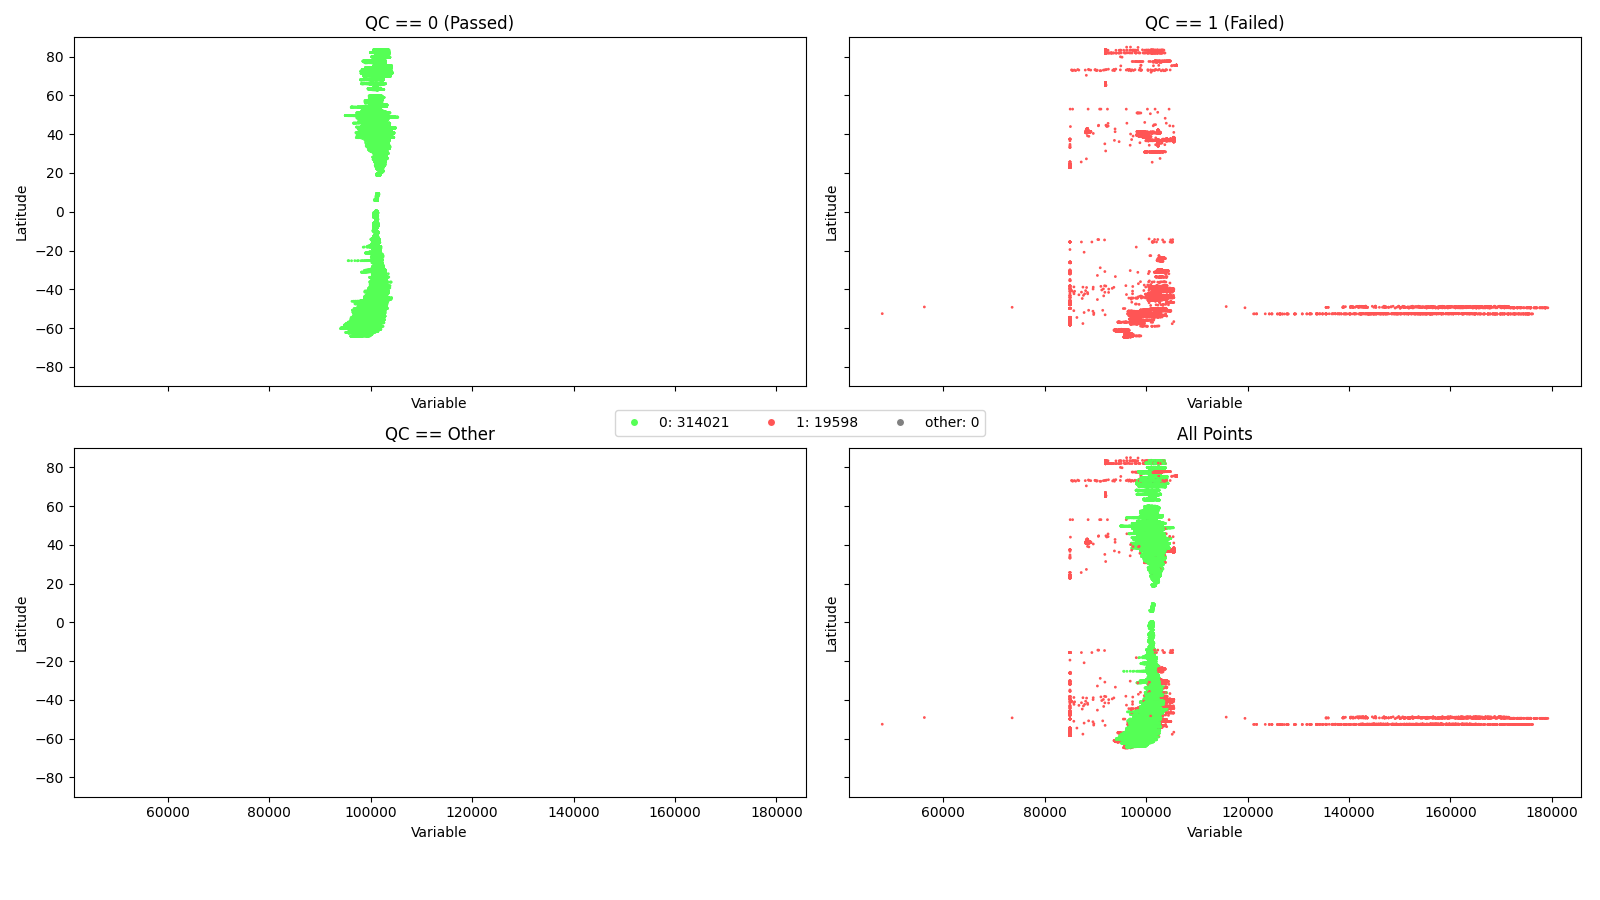 QC == 0 (Passed)
QC == 1 (Failed)
80
60
40
20
0
−20
−40
−60
−80
Latitude
Latitude
Variable
Variable
0: 314021
1: 19598
other: 0
QC == Other
All Points
80
60
40
20
0
−20
−40
−60
−80
Latitude
Latitude
60000
80000
100000
120000
140000
160000
180000
60000
80000
100000
120000
140000
160000
180000
Variable
Variable